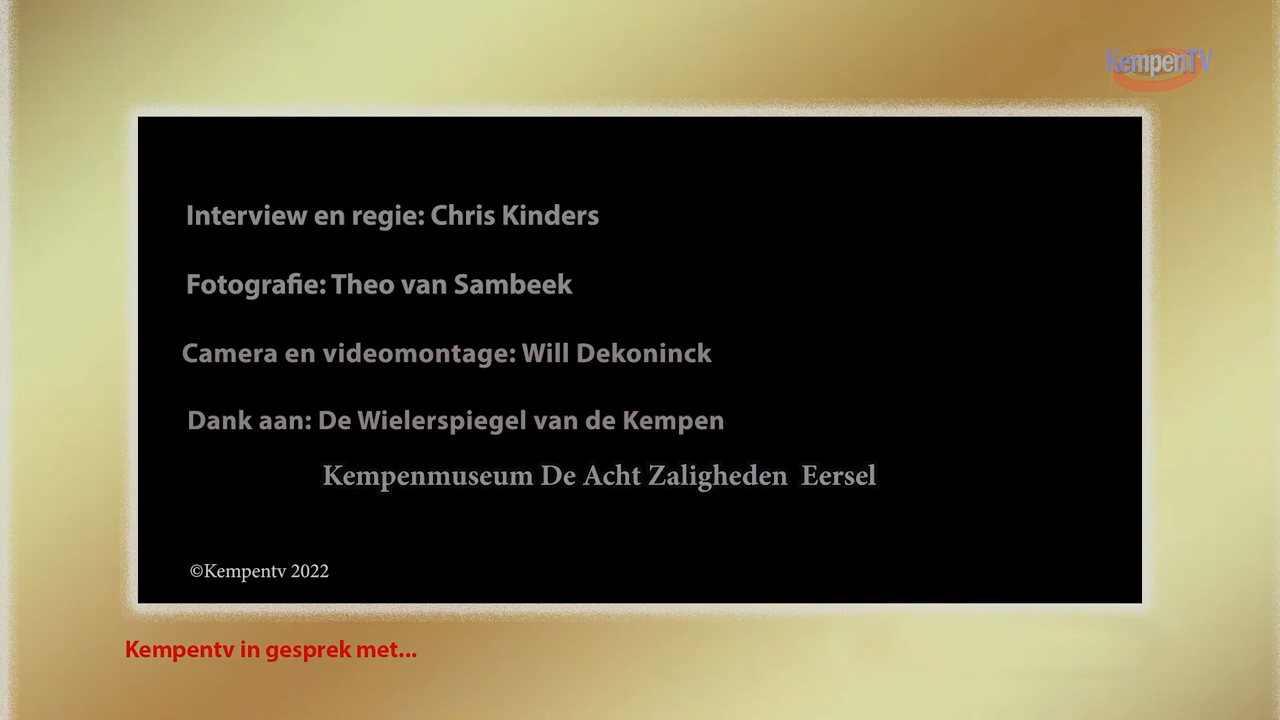 KempenTV
Interview en regie: Chris Kinders
Fotografie: Theo van Sambeek
Camera en videomontage: Will Dekoninck
Dank aan: De Wielerspiegel van de Kempen
Kempenmuseum De Acht Zaligheden Eersel
©Kempentv 2022
Kempentv in gesprek met...